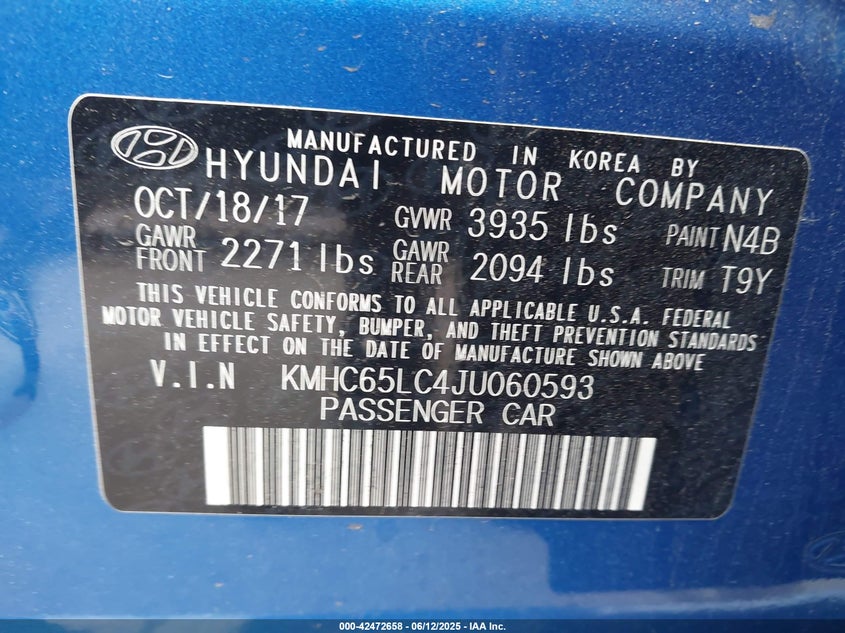 MANUFACTURED IN KOREA BY
HYUNDAI MOTOR COMPANY
OCT/18/17 GVWR 3935 lbs PAINT N4B
GAWR FRONT 2271 lbs GAWR REAR 2094 lbs TRIM T9Y
THIS VEHICLE CONFORMS TO ALL APPLICABLE U.S.A. FEDERAL
MOTOR VEHICLE SAFETY, BUMPER, AND THEFT PREVENTION STANDARDS
IN EFFECT ON THE DATE OF MANUFACTURE SHOWN ABOVE
V.I.N KMHC65LC4JU060593
PASSENGER CAR
000-42472658 06/12/2025 - IAA Inc.